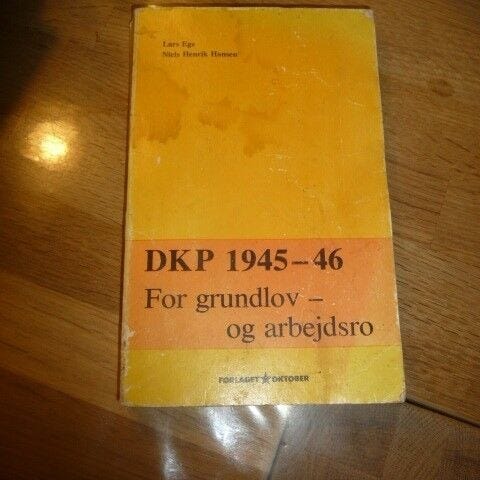 Lars Ege
Niels Henrik Hansen
DKP 1945–46
For grundlov –
og arbejdsro
FORLAGET ★ OKTOBER